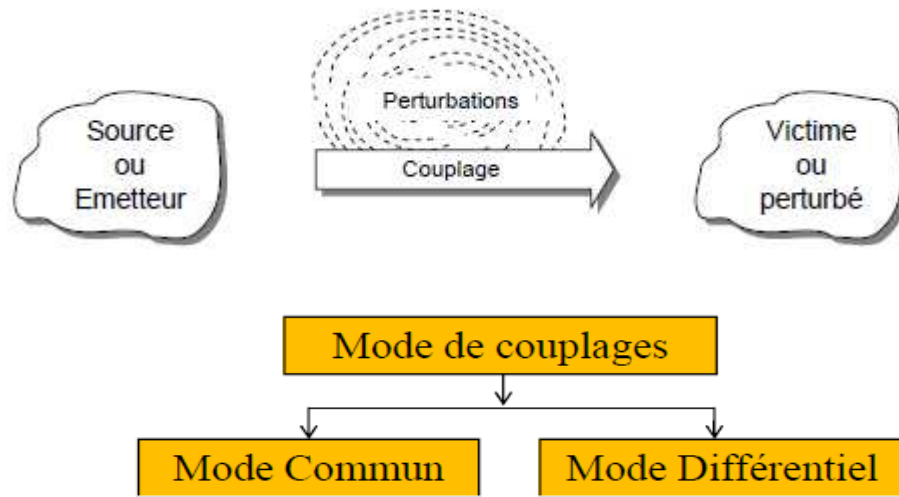 Source
ou
Emetteur
Perturbations
Couplage
Victime
ou
perturbé
Mode de couplages
Mode Commun
Mode Différentiel